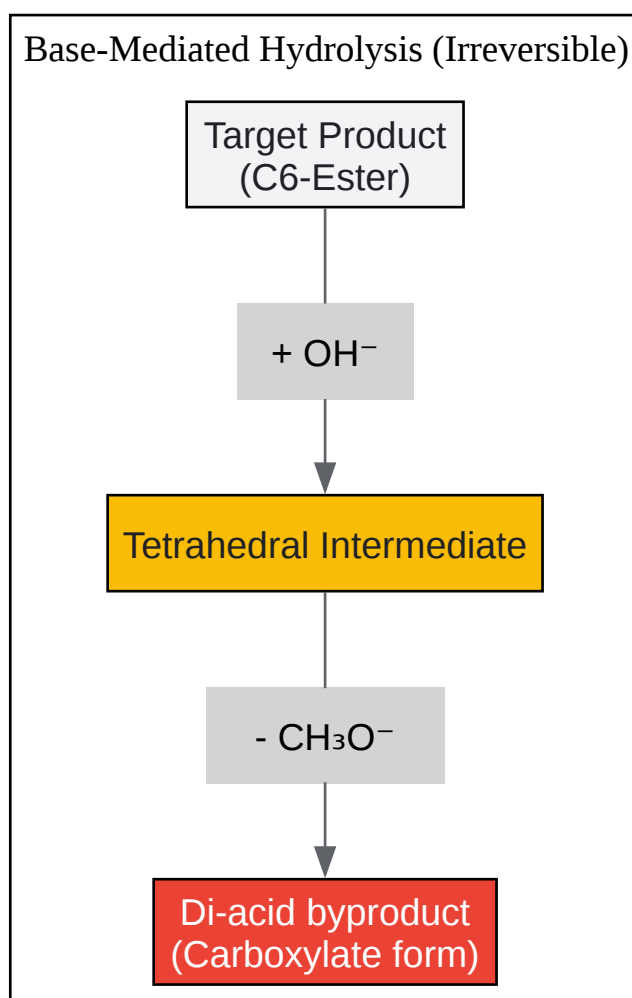 Base-Mediated Hydrolysis (Irreversible)
Target Product
(C6-Ester)
+ OH⁻
Tetrahedral Intermediate
- CH₃O⁻
Di-acid byproduct
(Carboxylate form)